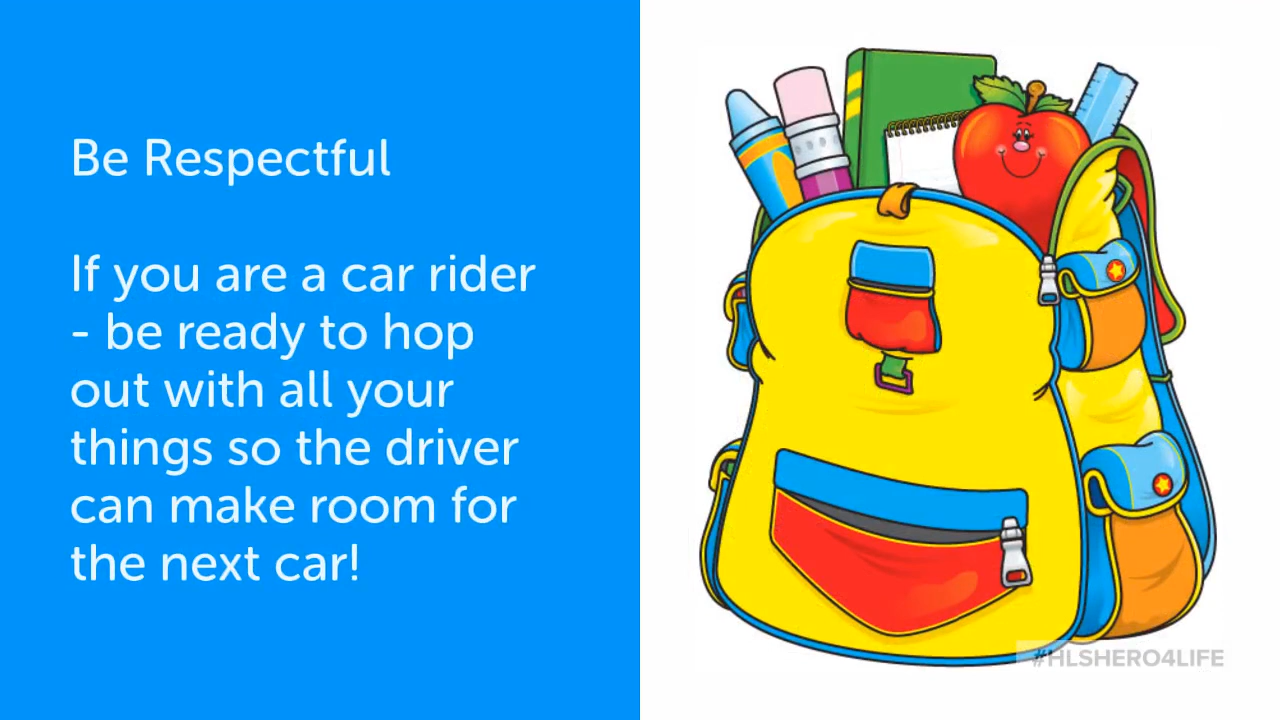 Be Respectful
If you are a car rider
- be ready to hop
out with all your
things so the driver
can make room for
the next car!
#HLSHERO4LIFE